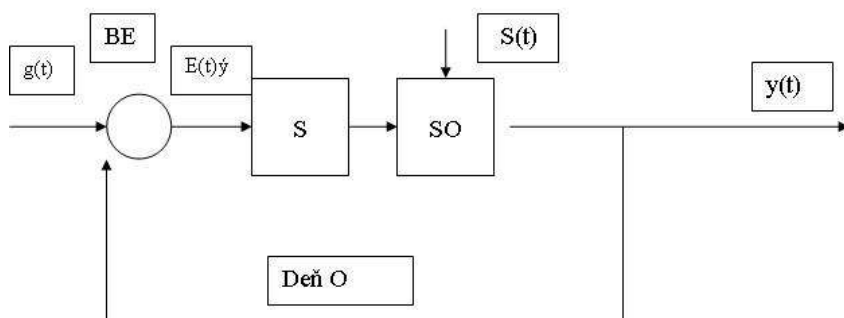 BE
S(t)
g(t)
E(t)ý
y(t)
S
SO
Deň O